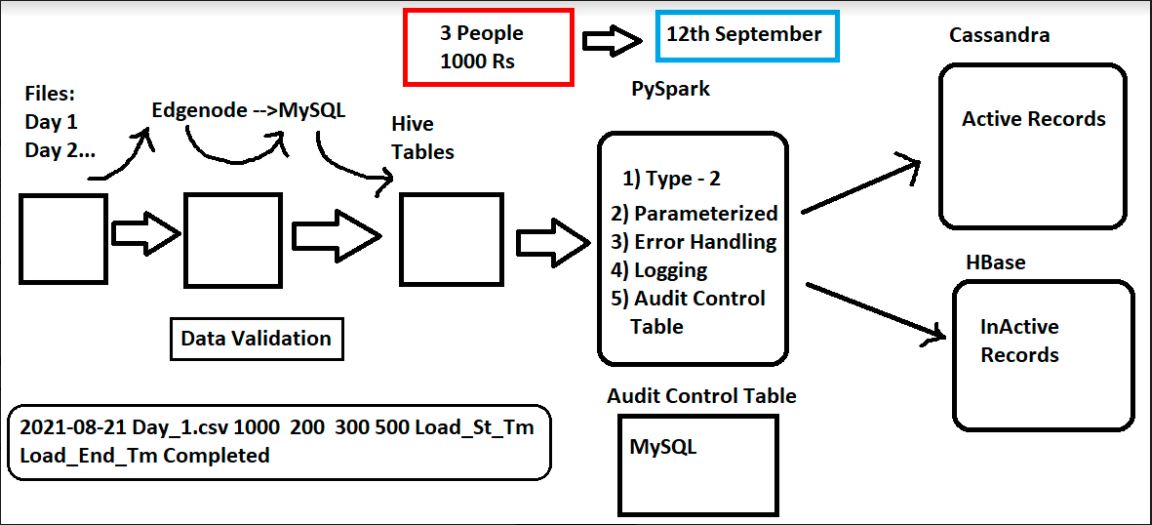 3 People
1000 Rs
12th September
Cassandra
PySpark
Files:
Day 1
Day 2...
Edgenode -->MySQL
Hive
Tables
Active Records
1) Type - 2
2) Parameterized
3) Error Handling
4) Logging
5) Audit Control
Table
HBase
InActive
Records
Data Validation
Audit Control Table
MySQL
2021-08-21 Day_1.csv 1000 200 300 500 Load_St_Tm
Load_End_Tm Completed